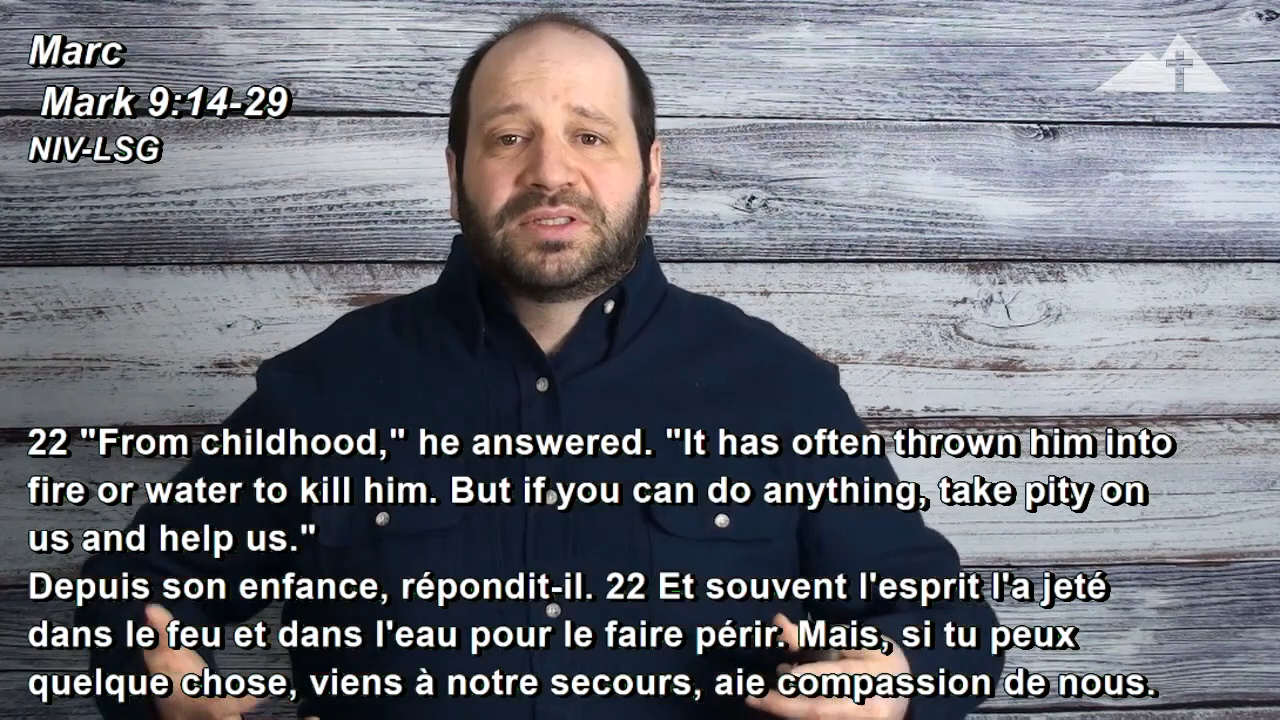 Marc
Mark 9:14-29
NIV-LSG
22 "From childhood," he answered. "It has often thrown him into
fire or water to kill him. But if you can do anything, take pity on
us and help us."
Depuis son enfance, répondit-il. 22 Et souvent l'esprit l'a jeté
dans le feu et dans l'eau pour le faire périr. Mais, si tu peux
quelque chose, viens à notre secours, aie compassion de nous.